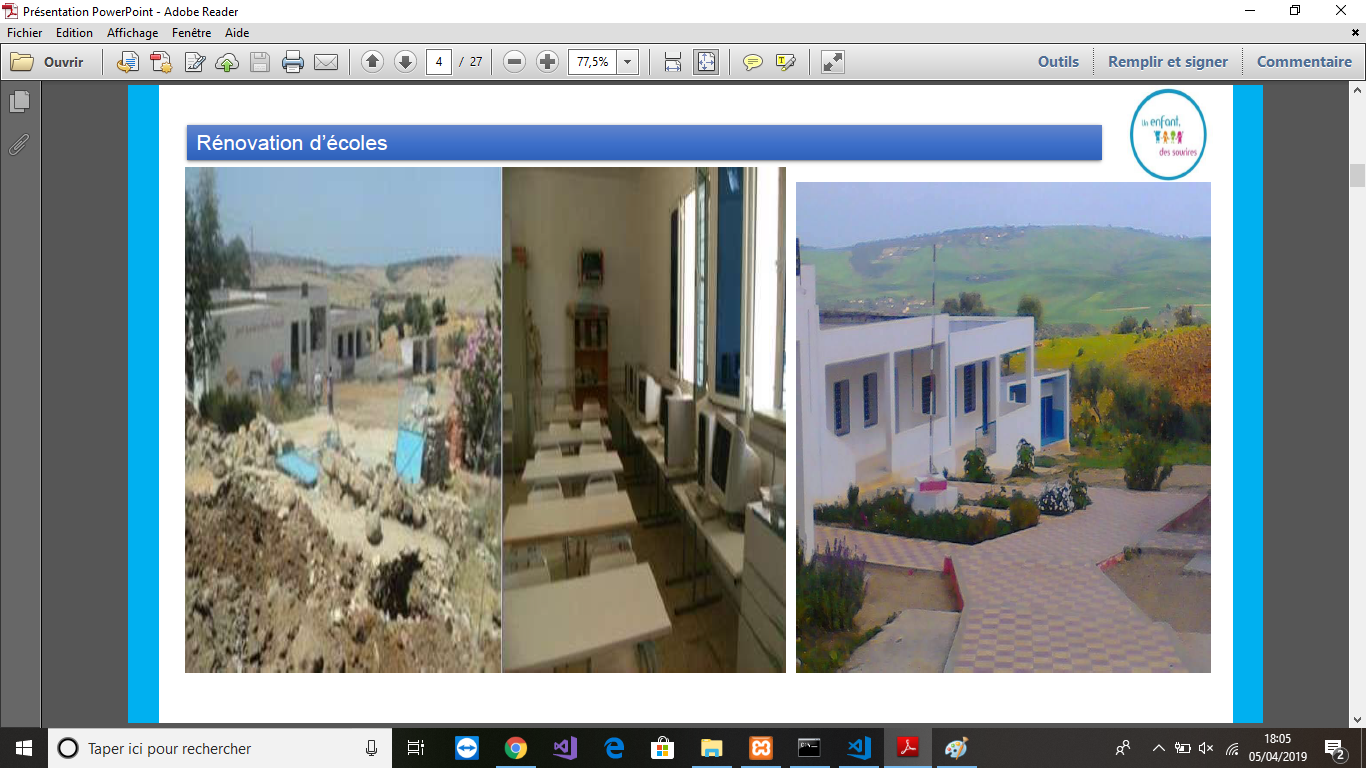 Présentation PowerPoint - Adobe Reader
Fichier Edition Affichage Fenêtre Aide
Ouvrir 4 / 27 77,5% Outils Remplir et signer Commentaire
Rénovation d’écoles
Un enfant,
des sourires
Taper ici pour rechercher
18:05
05/04/2019
2